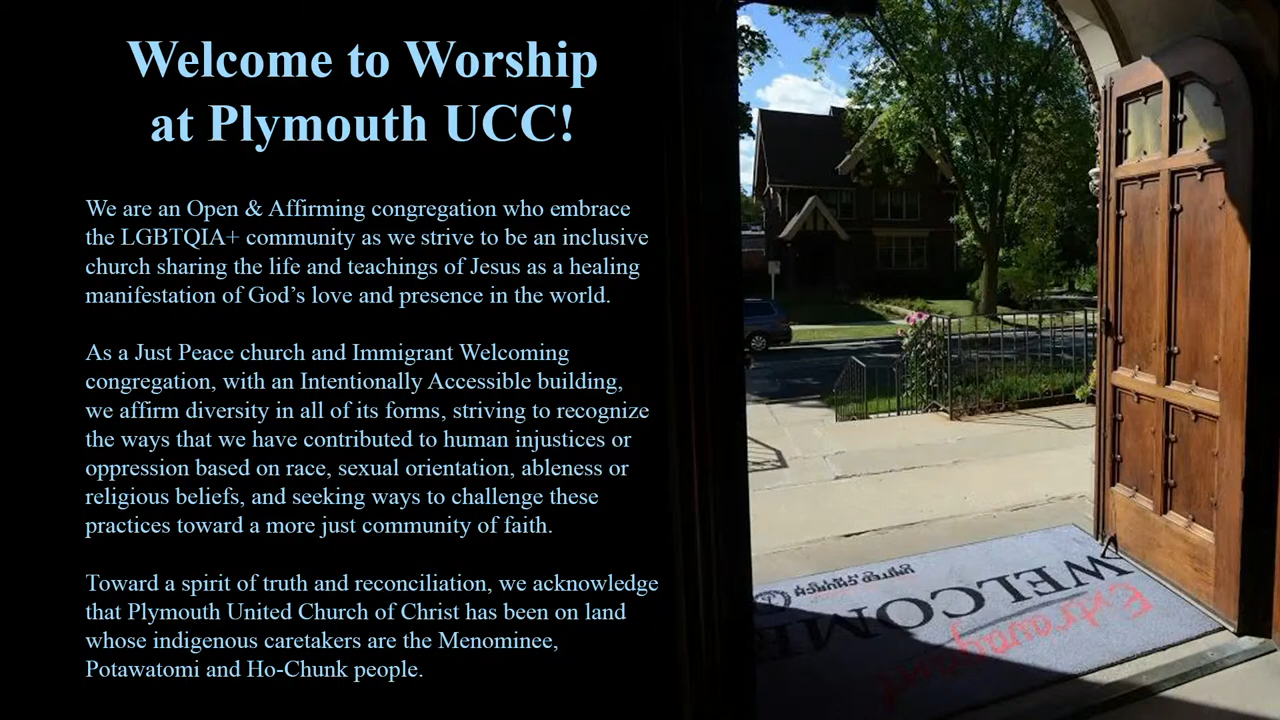 Welcome to Worship
at Plymouth UCC!
We are an Open & Affirming congregation who embrace
the LGBTQIA+ community as we strive to be an inclusive
church sharing the life and teachings of Jesus as a healing
manifestation of God’s love and presence in the world.
As a Just Peace church and Immigrant Welcoming
congregation, with an Intentionally Accessible building,
we affirm diversity in all of its forms, striving to recognize
the ways that we have contributed to human injustices or
oppression based on race, sexual orientation, ableness or
religious beliefs, and seeking ways to challenge these
practices toward a more just community of faith.
Toward a spirit of truth and reconciliation, we acknowledge
that Plymouth United Church of Christ has been on land
whose indigenous caretakers are the Menominee,
Potawatomi and Ho-Chunk people.
UNITED CHURCH
WELCOME
Extravagant